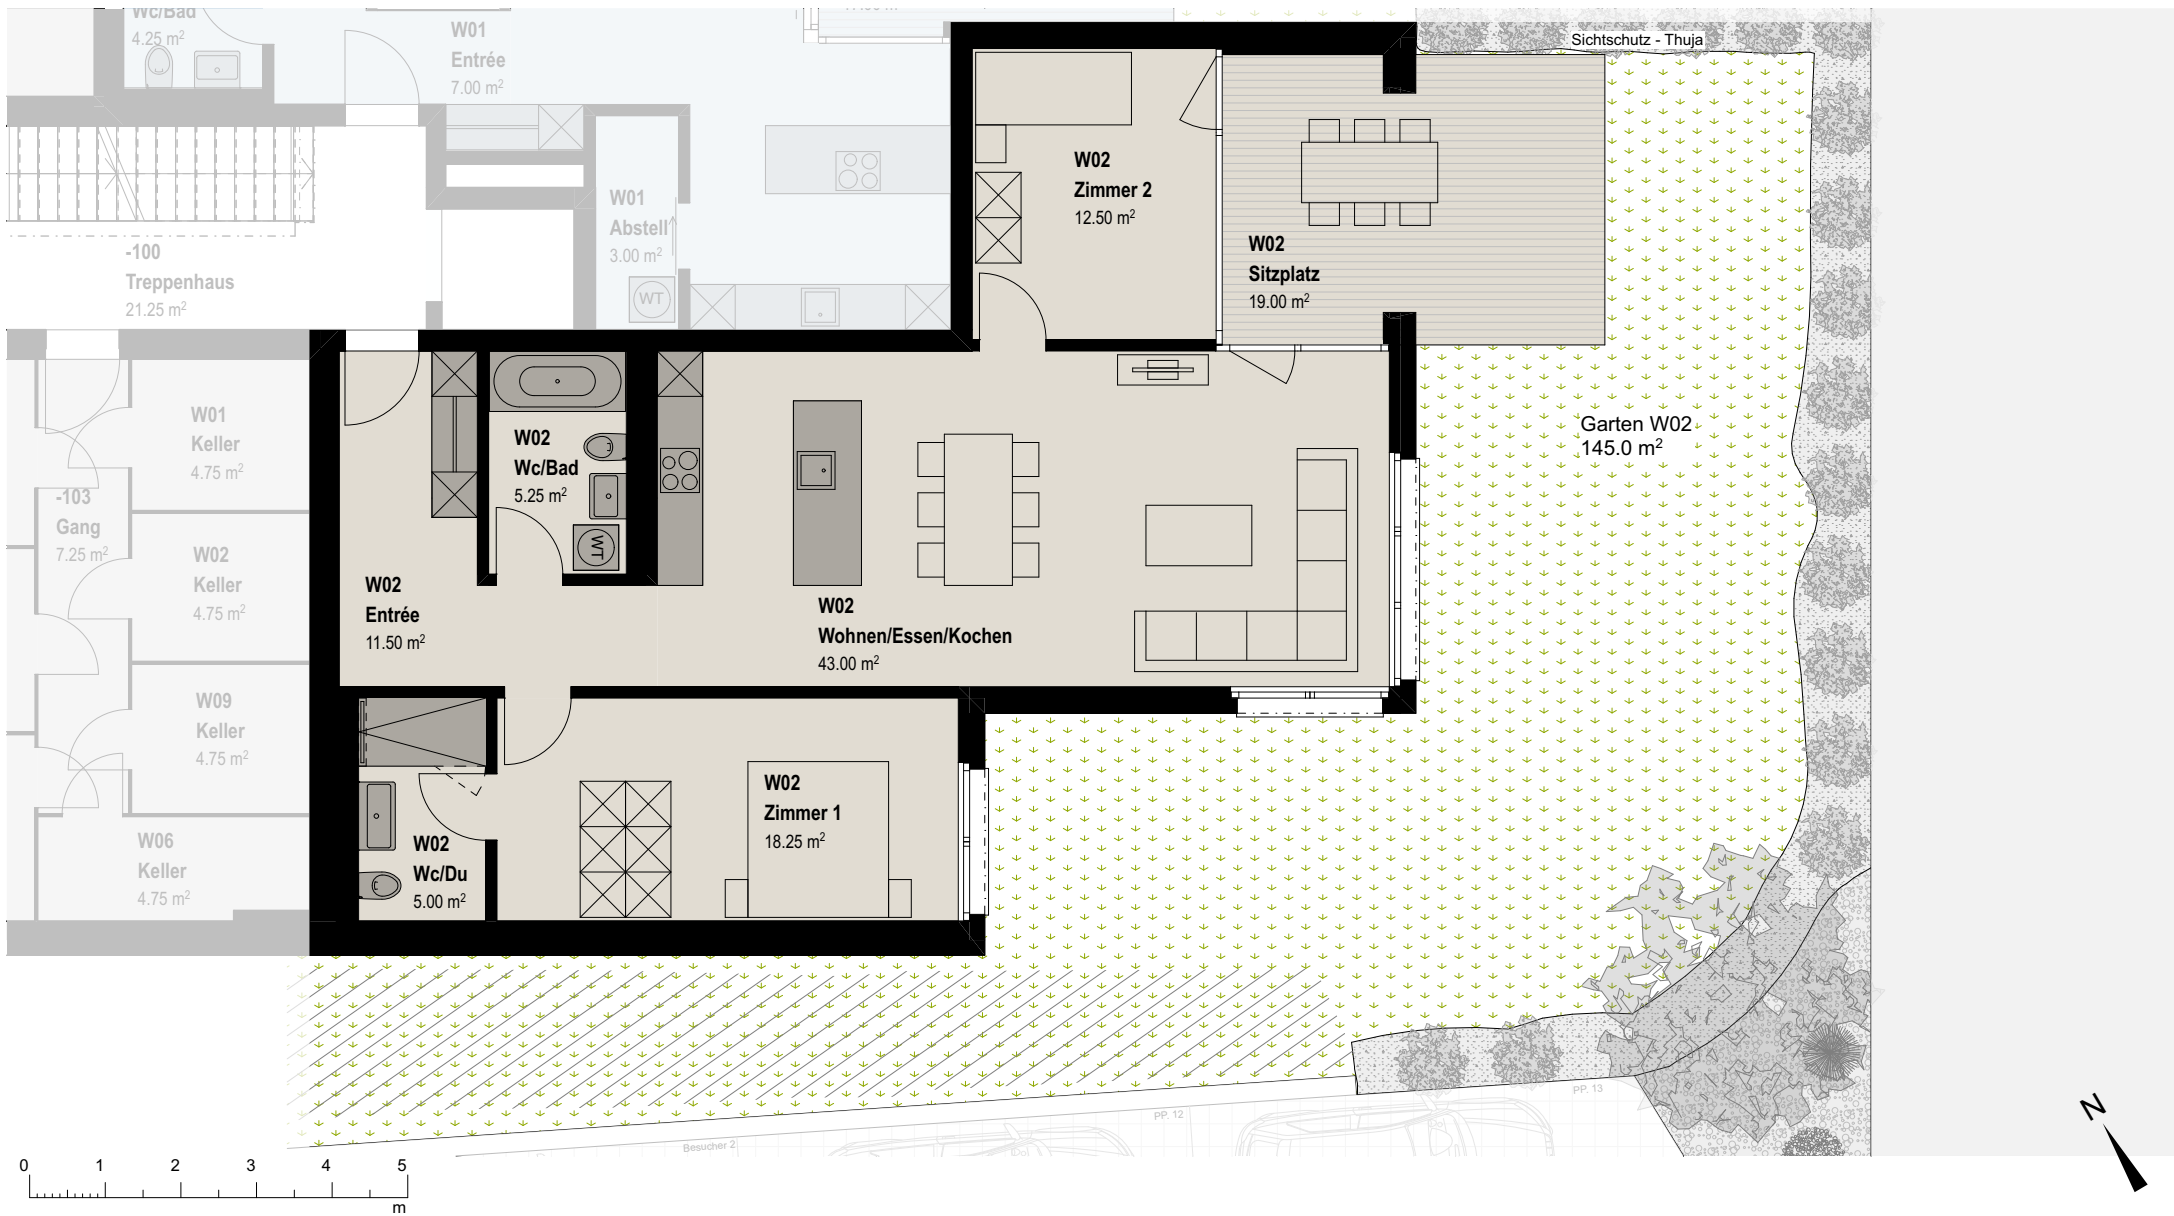 Wc/Bad
4.25 m²
W01
Entrée
7.00 m²
Sichtschutz - Thuja
W02
Zimmer 2
12.50 m²
W01
Abstell
3.00 m²
WT
W02
Sitzplatz
19.00 m²
-100
Treppenhaus
21.25 m²
W01
Keller
4.75 m²
-103
Gang
7.25 m²
W02
Keller
4.75 m²
W09
Keller
4.75 m²
W06
Keller
4.75 m²
W02
Wc/Bad
5.25 m²
WT
W02
Entrée
11.50 m²
W02
Wohnen/Essen/Kochen
43.00 m²
Garten W02
145.0 m²
W02
Zimmer 1
18.25 m²
W02
Wc/Du
5.00 m²
Besucher 2
PP. 12
PP. 13
N
0 1 2 3 4 5
m